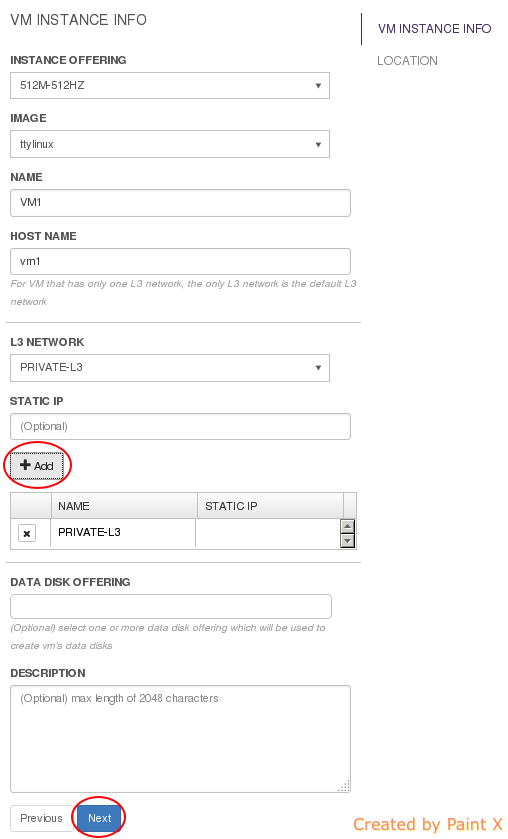 VM INSTANCE INFO
VM INSTANCE INFO
LOCATION
INSTANCE OFFERING
512M-512HZ
IMAGE
ttylinux
NAME
VM1
HOST NAME
vm1
For VM that has only one L3 network, the only L3 network is the default L3
network
L3 NETWORK
PRIVATE-L3
STATIC IP
(Optional)
Add
NAME STATIC IP
PRIVATE-L3
DATA DISK OFFERING
(Optional) select one or more data disk offering which will be used to
create vm's data disks
DESCRIPTION
(Optional) max length of 2048 characters
Previous Next
Created by Paint X